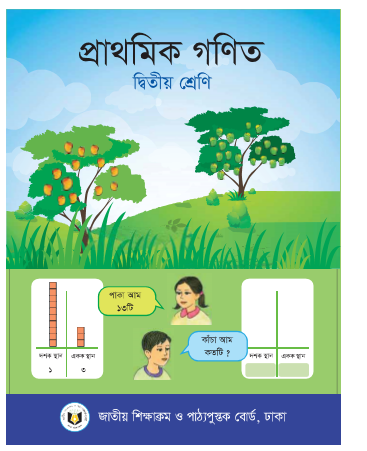 প্রাথমিক গণিত
দ্বিতীয় শ্রেণি
পাকা আম
১৩টি
কাঁচা আম
কতটি ?
দশক স্থান একক স্থান
১ ৩
দশক স্থান একক স্থান
জাতীয় শিক্ষাক্রম ও পাঠ্যপুস্তক বোর্ড, ঢাকা